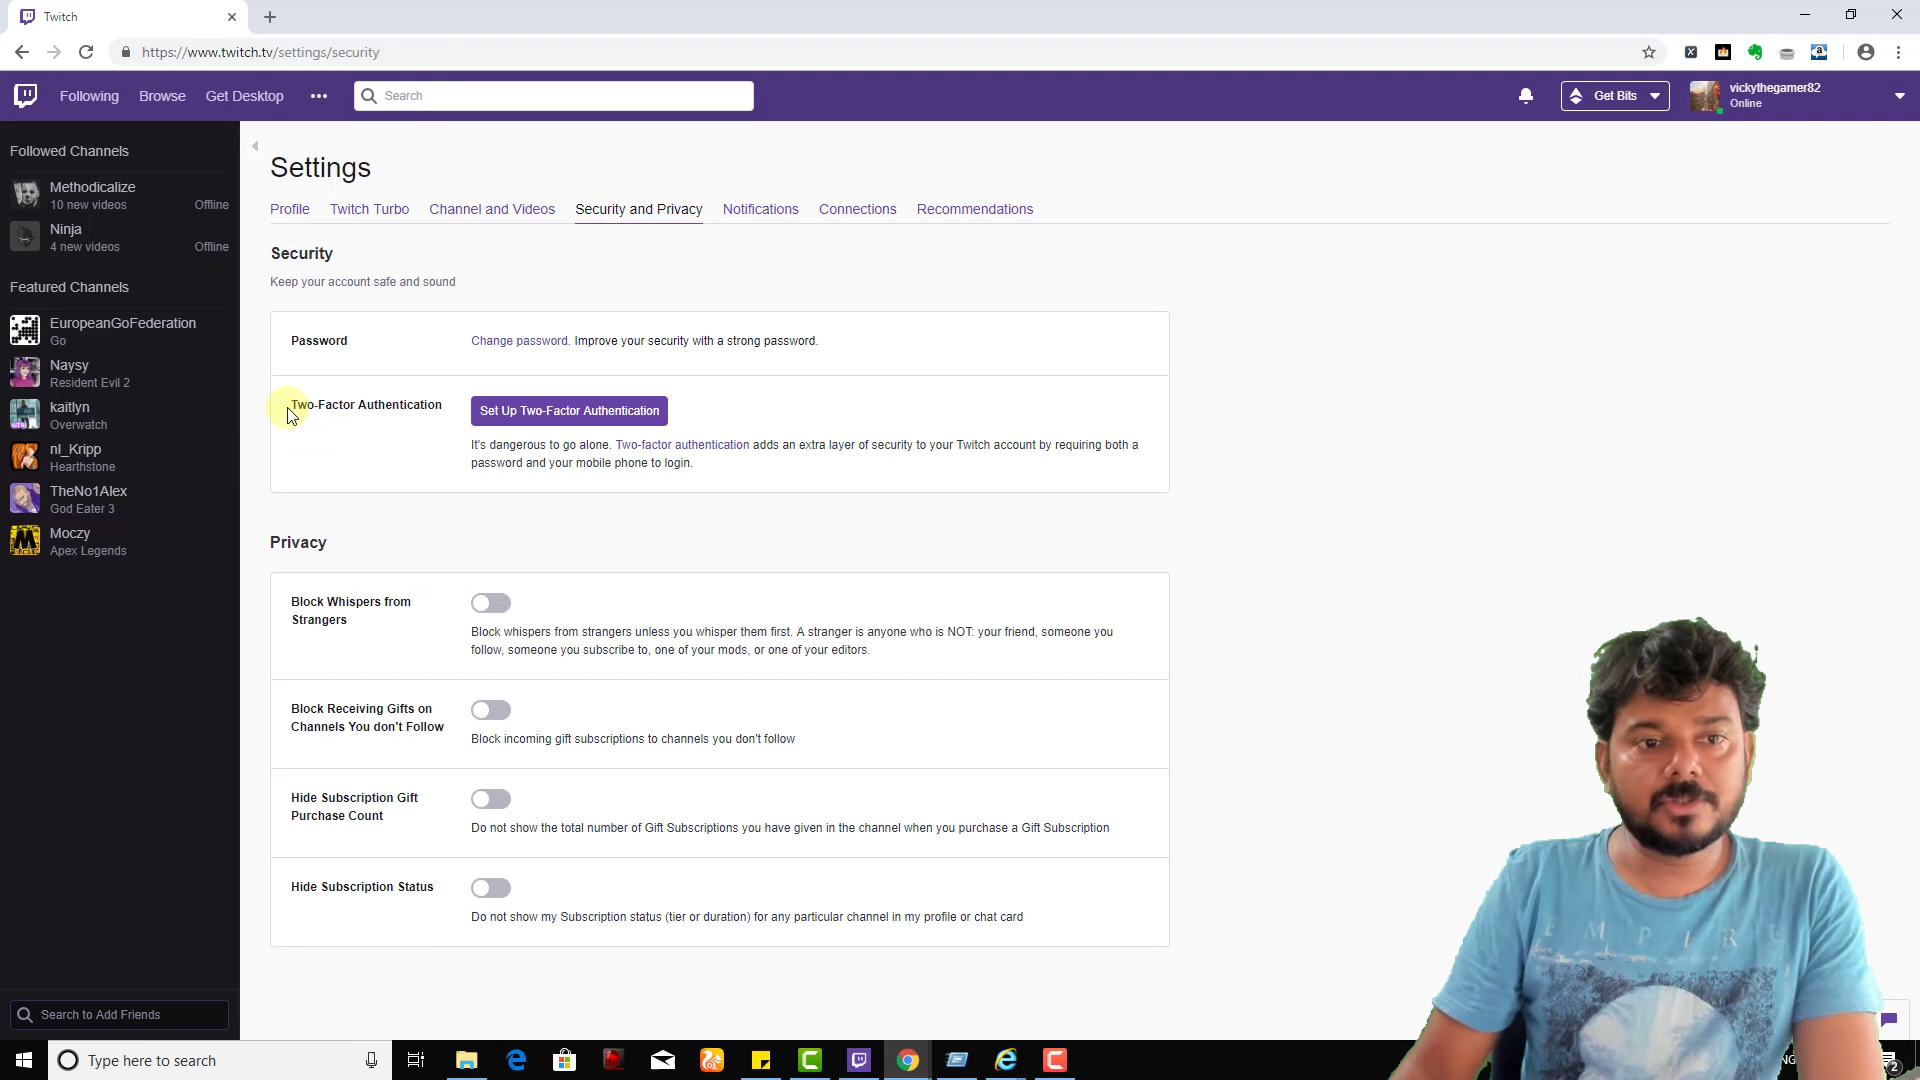 Twitch
https://www.twitch.tv/settings/security
Following
Browse
Get Desktop
Search
Get Bits
vickythegamer82
Online
Followed Channels
Methodicalize
10 new videos
Offline
Ninja
4 new videos
Offline
Featured Channels
EuropeanGoFederation
Go
Naysy
Resident Evil 2
kaitlyn
Overwatch
nl_Kripp
Hearthstone
TheNo1Alex
God Eater 3
Moczy
Apex Legends
Search to Add Friends
Settings
Profile
Twitch Turbo
Channel and Videos
Security and Privacy
Notifications
Connections
Recommendations
Security
Keep your account safe and sound
Password
Change password. Improve your security with a strong password.
Two-Factor Authentication
Set Up Two-Factor Authentication
It's dangerous to go alone. Two-factor authentication adds an extra layer of security to your Twitch account by requiring both a
password and your mobile phone to login.
Privacy
Block Whispers from
Strangers
Block whispers from strangers unless you whisper them first. A stranger is anyone who is NOT: your friend, someone you
follow, someone you subscribe to, one of your mods, or one of your editors.
Block Receiving Gifts on
Channels You don't Follow
Block incoming gift subscriptions to channels you don't follow
Hide Subscription Gift
Purchase Count
Do not show the total number of Gift Subscriptions you have given in the channel when you purchase a Gift Subscription
Hide Subscription Status
Do not show my Subscription status (tier or duration) for any particular channel in my profile or chat card
EMPIRE
Type here to search
2